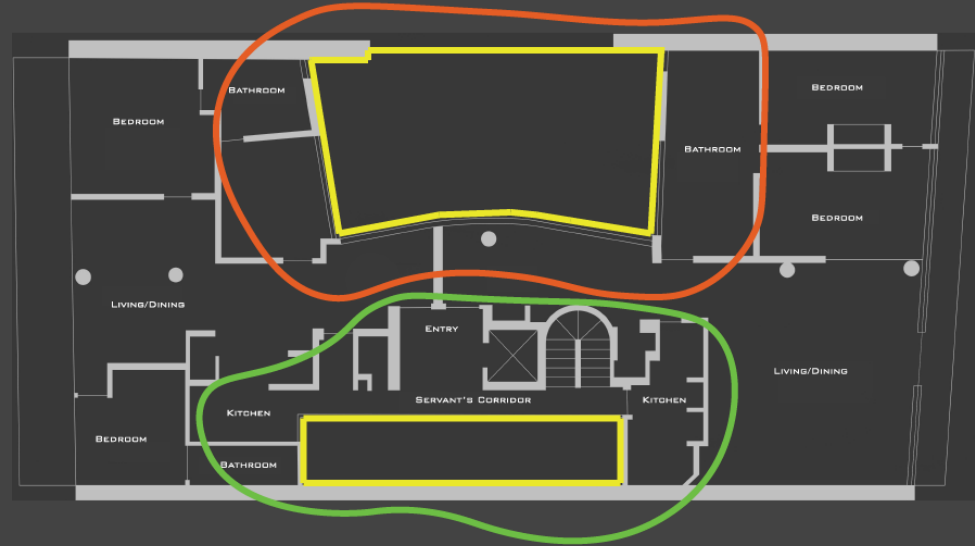 Bathroom
Bedroom
Bedroom
Bathroom
Bedroom
Living/Dining
Entry
Living/Dining
Servant's Corridor
Kitchen
Kitchen
Bedroom
Bathroom